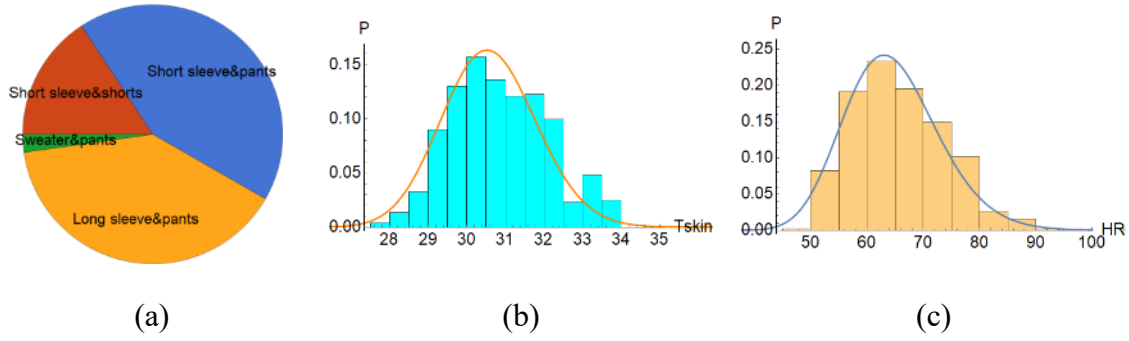 Short sleeve&pants
Short sleeve&shorts
Sweater&pants
Long sleeve&pants
(a)
P
0.15
0.10
0.05
0.00
28 29 30 31 32 33 34 35
Tskin
(b)
P
0.25
0.20
0.15
0.10
0.05
0.00
50 60 70 80 90 100
HR
(c)